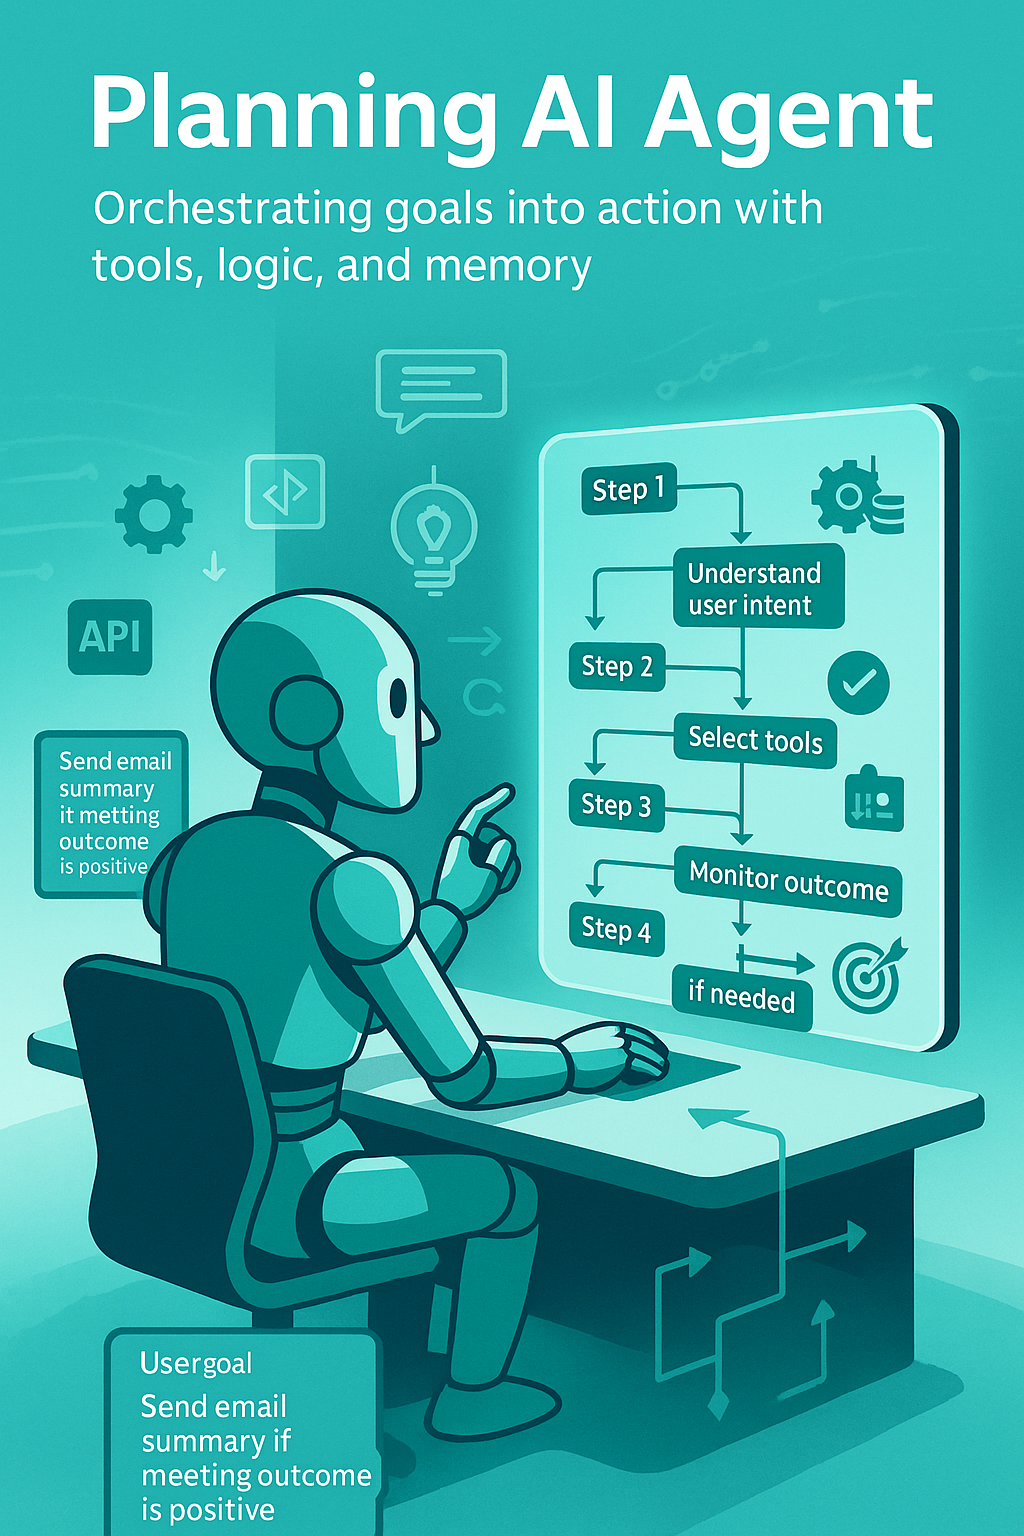 Planning AI Agent
Orchestrating goals into action with
tools, logic, and memory
API
Send email
summary
it metting
outcome
is positive
Step 1
Understand
user intent
Step 2
Select tools
Step 3
Monitor outcome
Step 4
if needed
Usergoal
Send email
summary if
meeting outcome
is positive